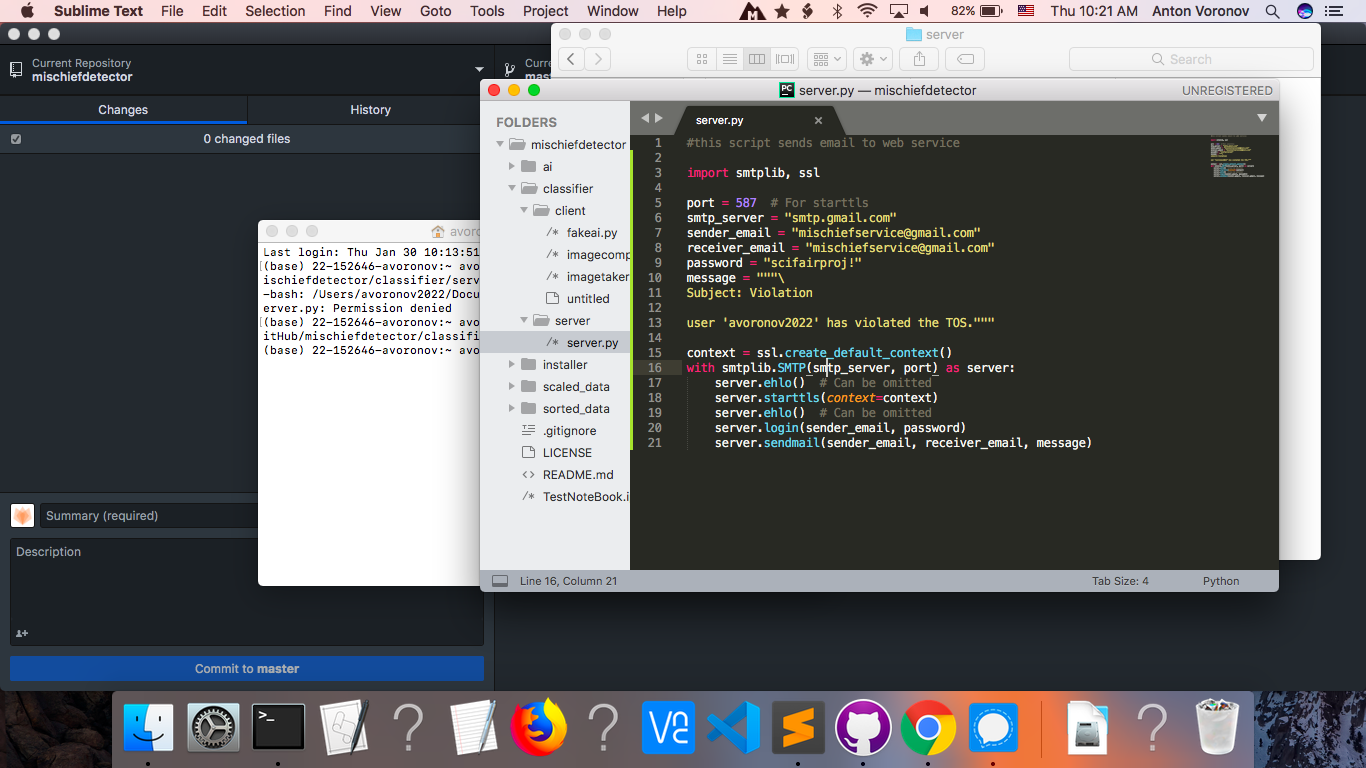 Sublime Text File Edit Selection Find View Goto Tools Project Window Help 82% Thu 10:21 AM Anton Voronov
Current Repository
mischiefdetector
Changes History
0 changed files
Summary (required)
Description
Commit to master
server
Search
Last login: Thu Jan 30 10:13:51
(base) 22-152646-avoronov:~ avo
ischiefdetector/classifier/serv
-bash: /Users/avoronov2022/Docu
erver.py: Permission denied
(base) 22-152646-avoronov:~ avo
itHub/mischiefdetector/classifi
(base) 22-152646-avoronov:~ avo
server.py — mischiefdetector UNREGISTERED
FOLDERS
mischiefdetector
ai
classifier
client
/* fakeai.py
/* imagecomp
/* imagetaker
untitled
server
/* server.py
installer
scaled_data
sorted_data
.gitignore
LICENSE
<> README.md
/* TestNoteBook.i
server.py
1 #this script sends email to web service
2
3 import smtplib, ssl
4
5 port = 587  # For starttls
6 smtp_server = "smtp.gmail.com"
7 sender_email = "mischiefservice@gmail.com"
8 receiver_email = "mischiefservice@gmail.com"
9 password = "scifairproj!"
10 message = """\
11 Subject: Violation
12
13 user 'avoronov2022' has violated the TOS."""
14
15 context = ssl.create_default_context()
16 with smtplib.SMTP(smtp_server, port) as server:
17     server.ehlo()  # Can be omitted
18     server.starttls(context=context)
19     server.ehlo()  # Can be omitted
20     server.login(sender_email, password)
21     server.sendmail(sender_email, receiver_email, message)
Line 16, Column 21 Tab Size: 4 Python